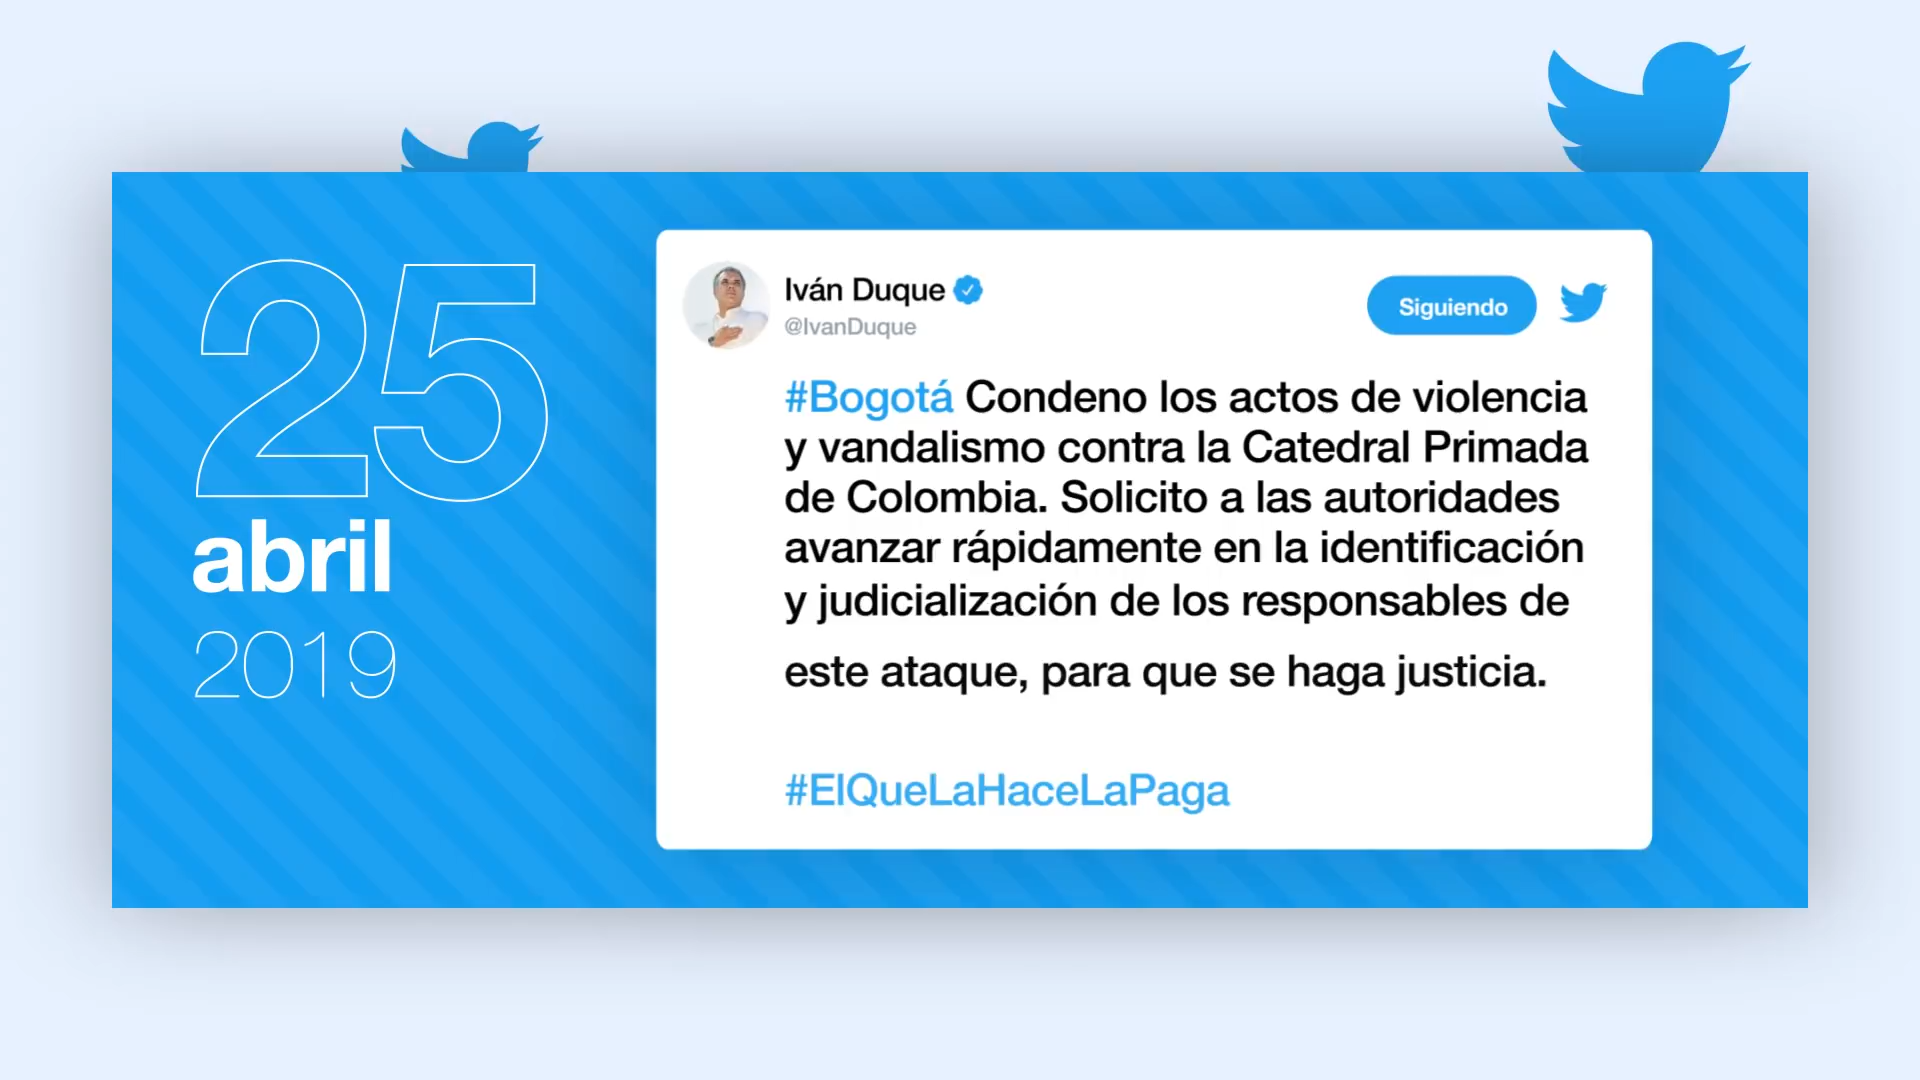 25
abril
2019
Iván Duque
@IvanDuque
Siguiendo
#Bogotá Condeno los actos de violencia
y vandalismo contra la Catedral Primada
de Colombia. Solicito a las autoridades
avanzar rápidamente en la identificación
y judicialización de los responsables de
este ataque, para que se haga justicia.
#ElQueLaHaceLaPaga